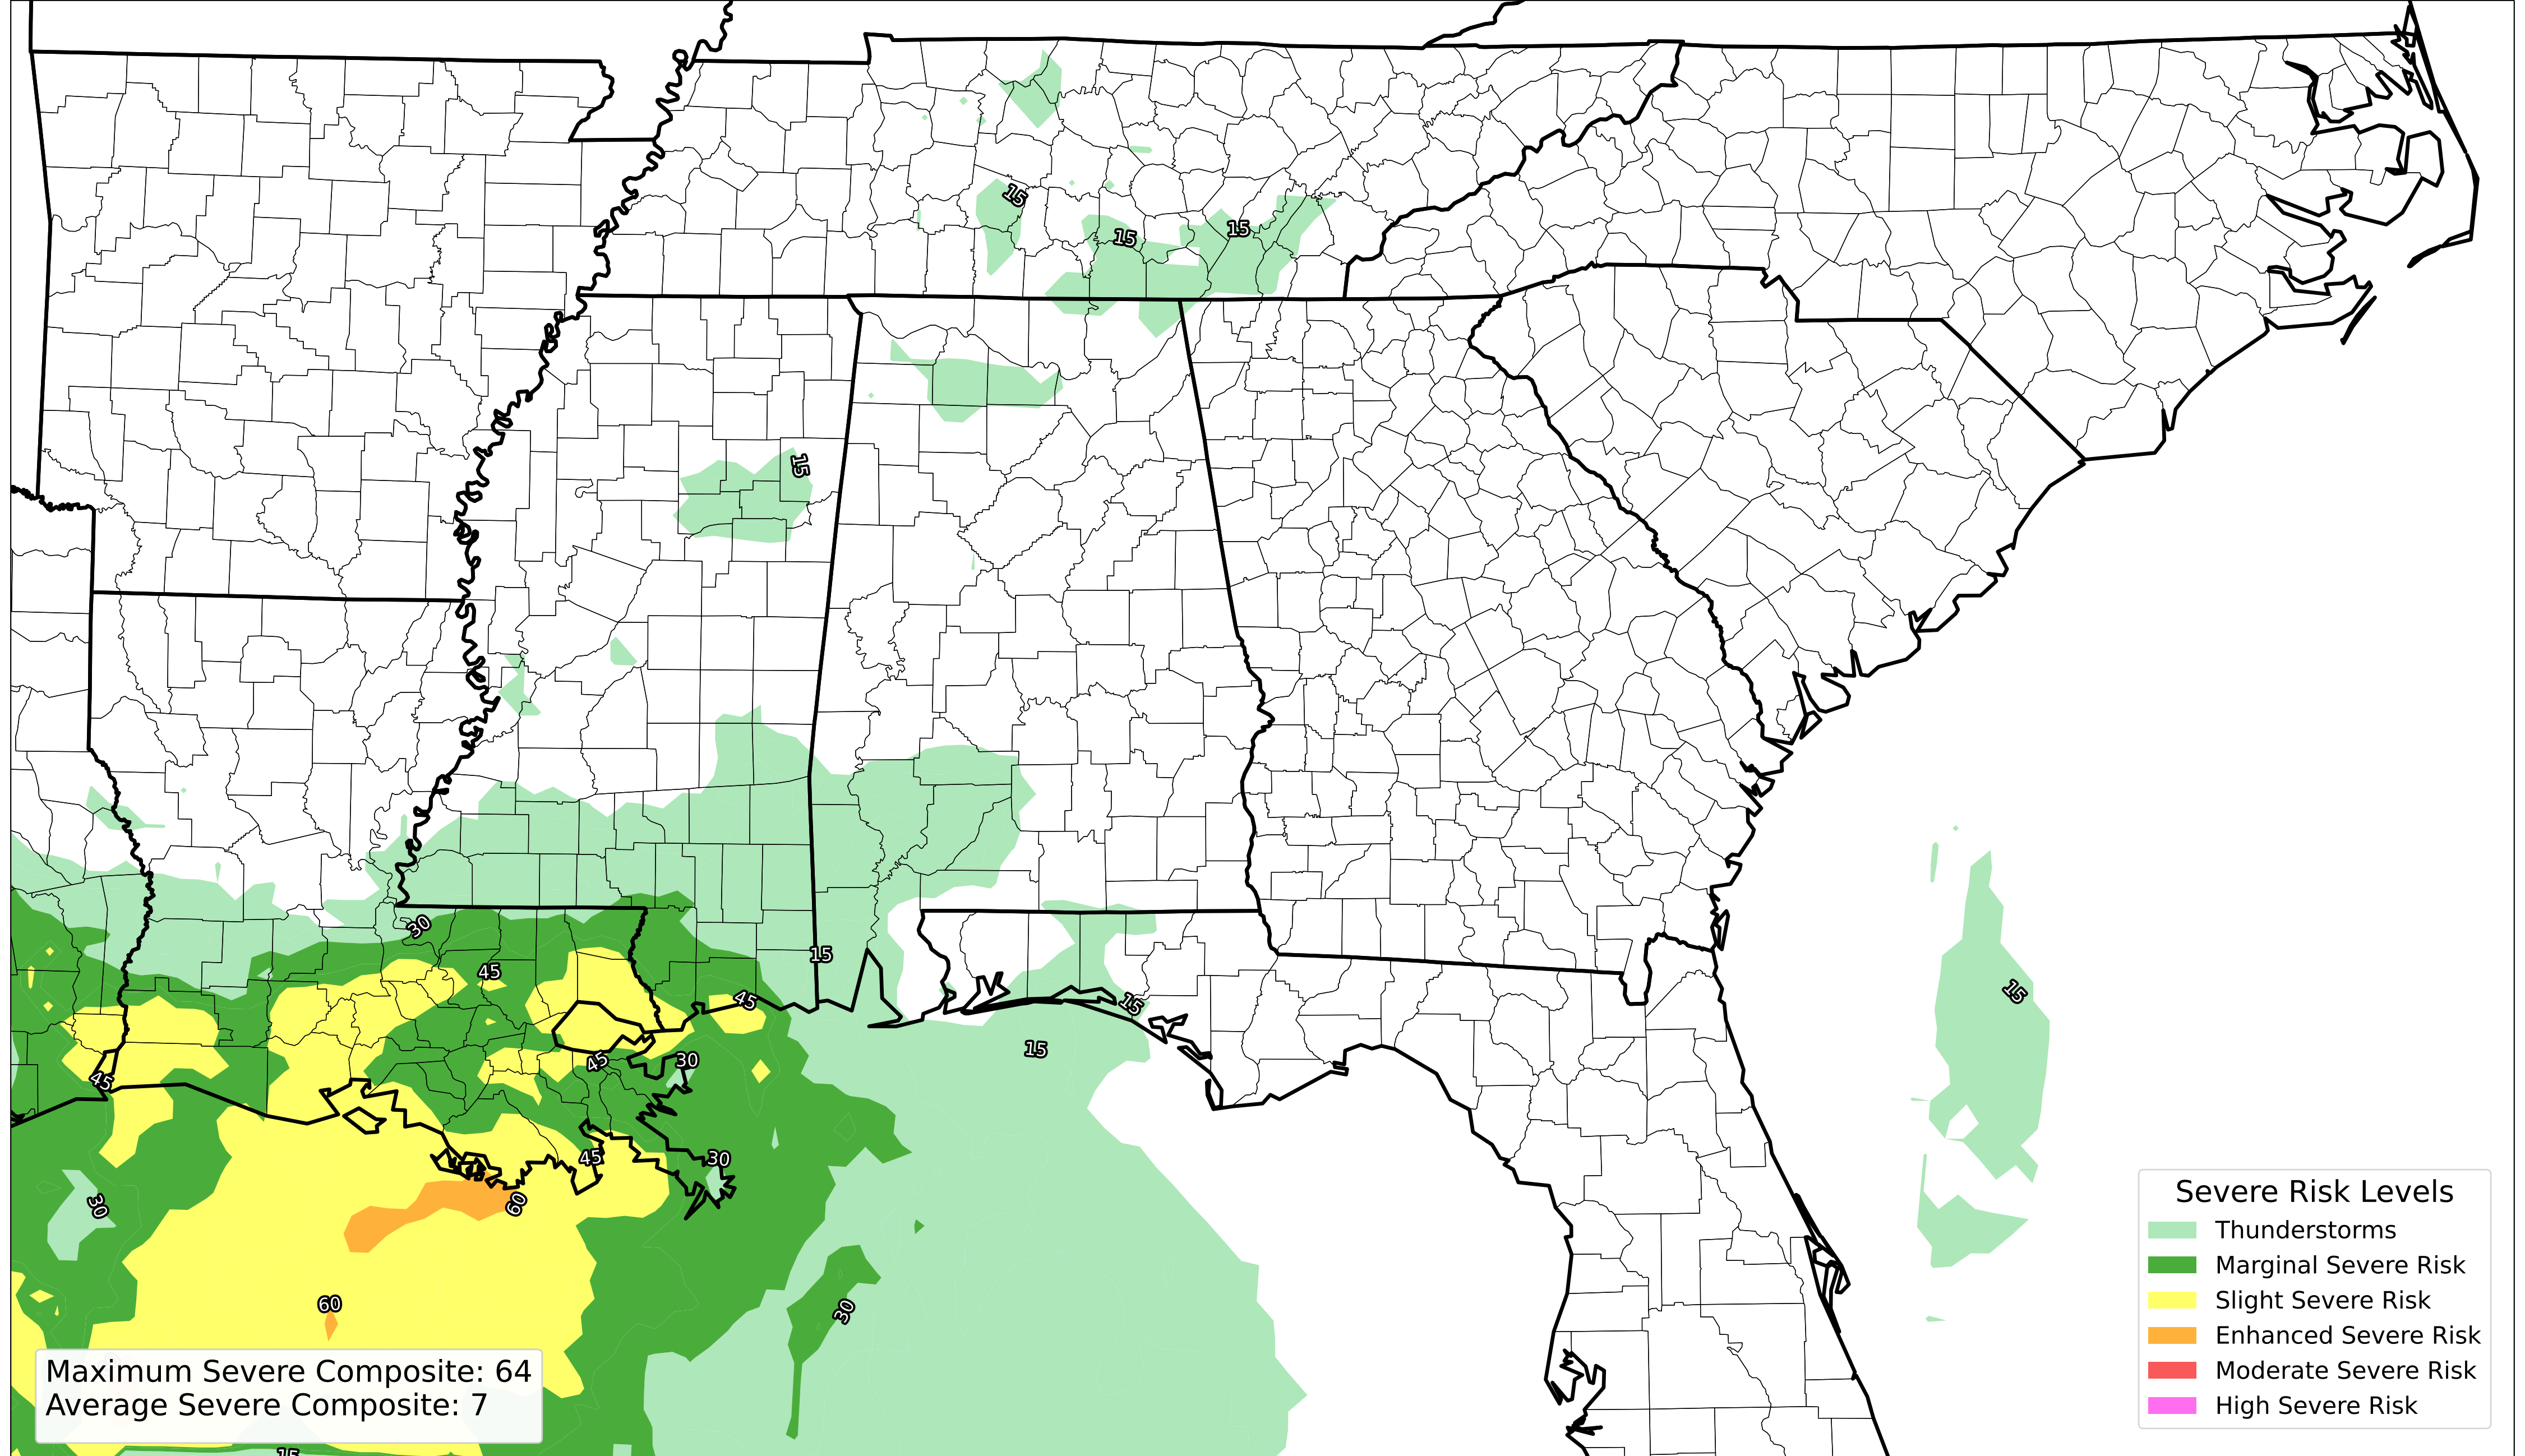 15
15
15
15
30
15
45
45
15
15
15
45
30
45
45
30
30
60
60
30
15
Severe Risk Levels
Thunderstorms
Marginal Severe Risk
Slight Severe Risk
Enhanced Severe Risk
Moderate Severe Risk
High Severe Risk
Maximum Severe Composite: 64
Average Severe Composite: 7